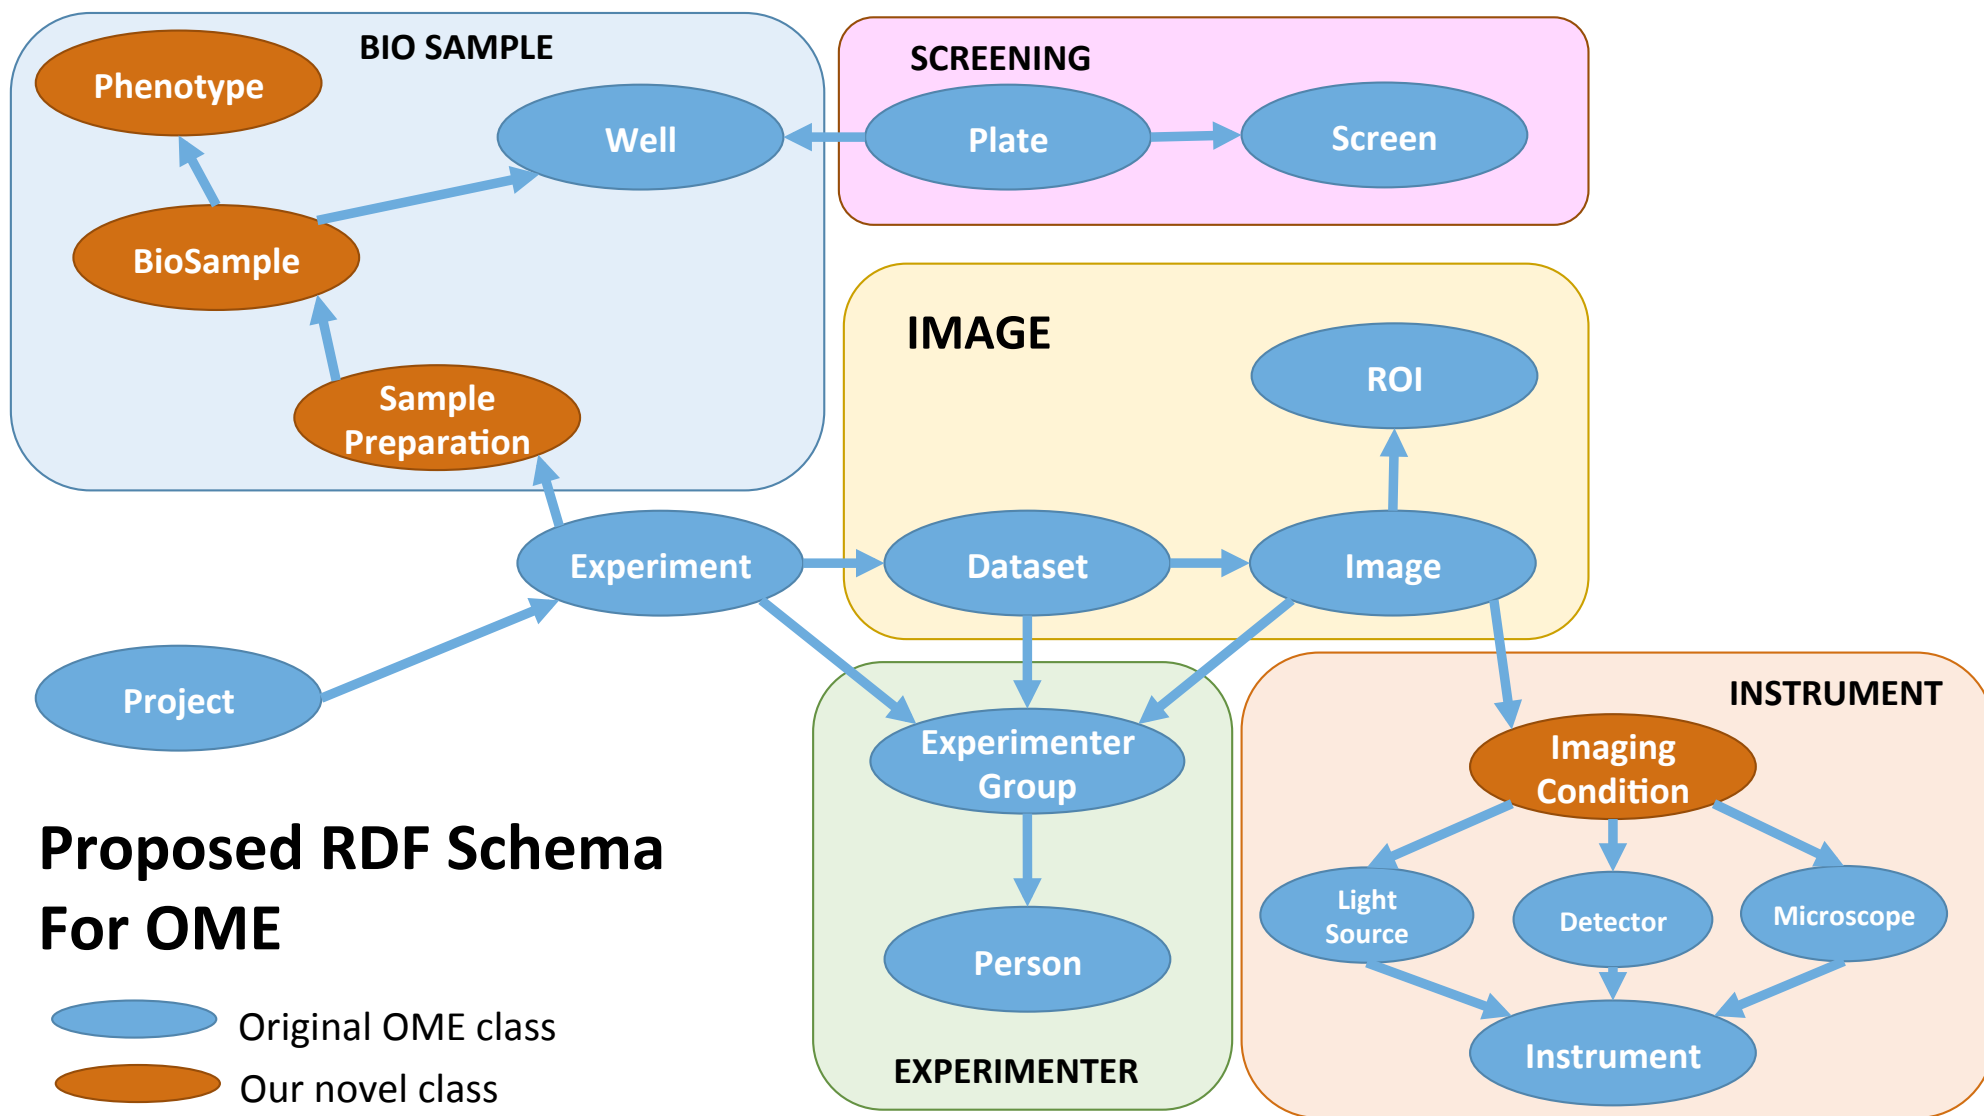 BIO SAMPLE
Phenotype
Well
BioSample
Sample
Preparation
SCREENING
Plate
Screen
IMAGE
ROI
Experiment
Dataset
Image
Project
INSTRUMENT
Experimenter
Group
Imaging
Condition
Person
Light
Source
Detector
Microscope
Instrument
EXPERIMENTER
Proposed RDF Schema
For OME
Original OME class
Our novel class